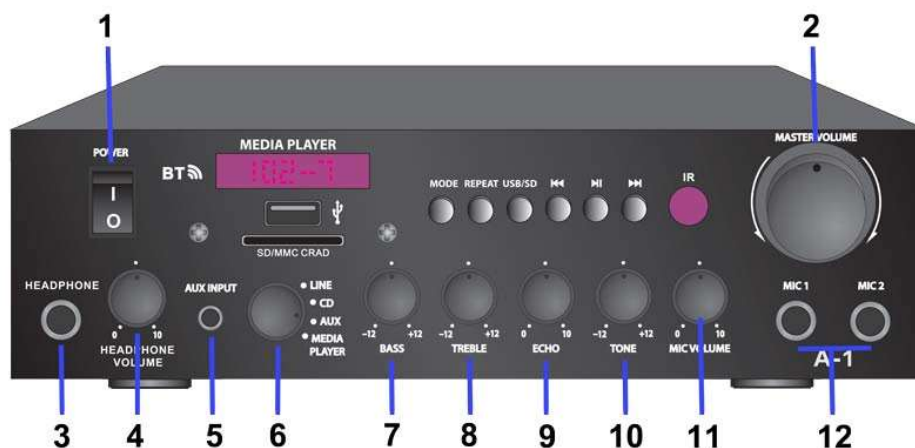 1
2
POWER
MEDIA PLAYER
MASTER VOLUME
BT
102--7
MODE REPEAT USB/SD
IR
I
O
SD/MMC CRAD
HEADPHONE
AUX INPUT
LINE
CD
AUX
MEDIA
PLAYER
MIC 1
MIC 2
0 10
HEADPHONE
VOLUME
-12 +12
BASS
-12 +12
TREBLE
0 10
ECHO
-12 +12
TONE
0 10
MIC VOLUME
A-1
3 4 5 6 7 8 9 10 11 12